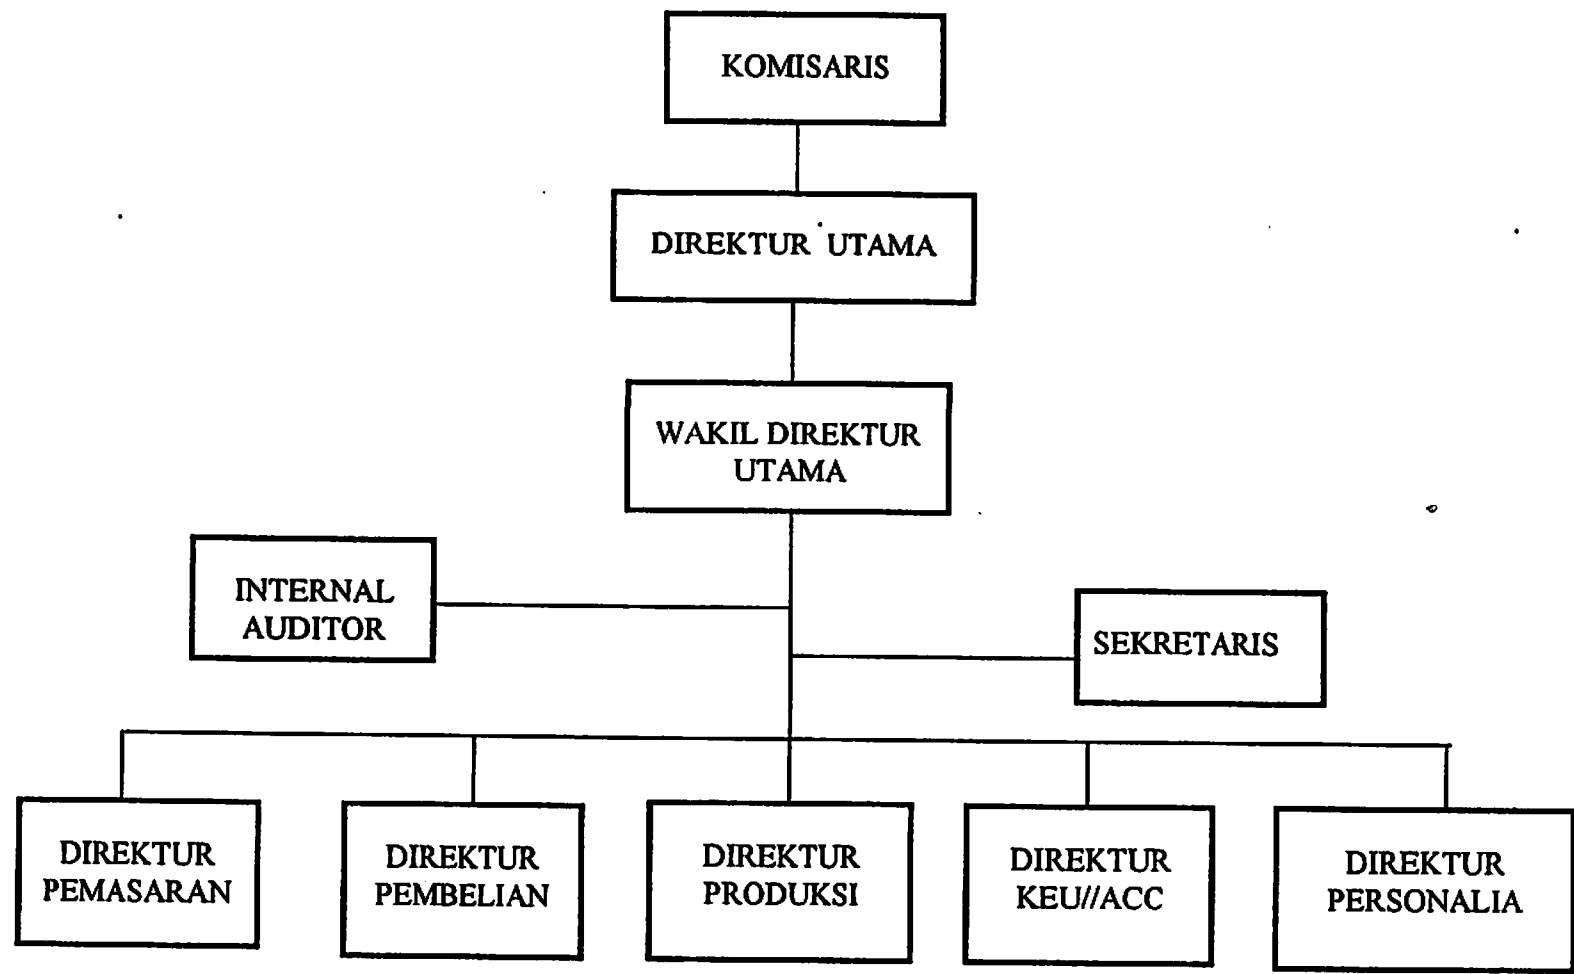 KOMISARIS
DIREKTUR UTAMA
WAKIL DIREKTUR
UTAMA
INTERNAL
AUDITOR
SEKRETARIS
DIREKTUR
PEMASARAN
DIREKTUR
PEMBELIAN
DIREKTUR
PRODUKSI
DIREKTUR
KEU//ACC
DIREKTUR
PERSONALIA